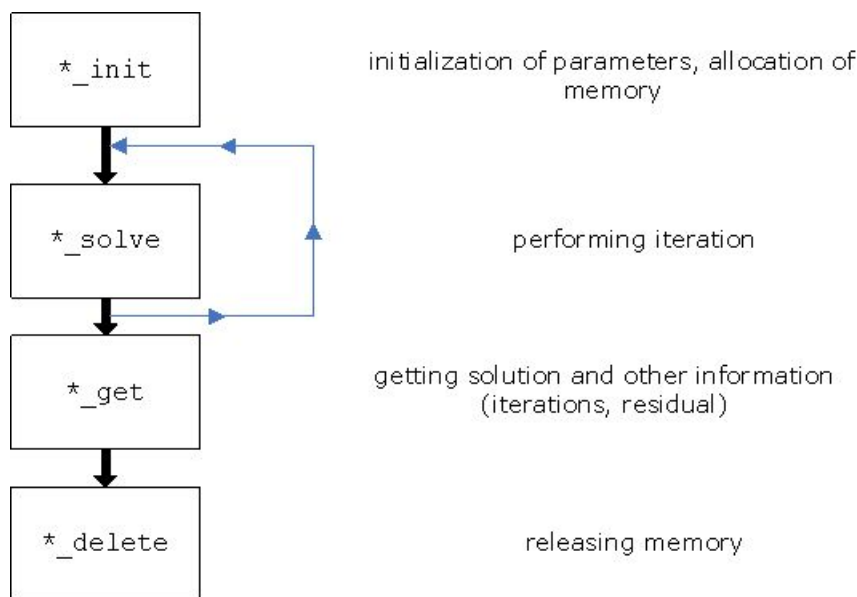 *_init
initialization of parameters, allocation of
memory
*_solve
performing iteration
*_get
getting solution and other information
(iterations, residual)
*_delete
releasing memory